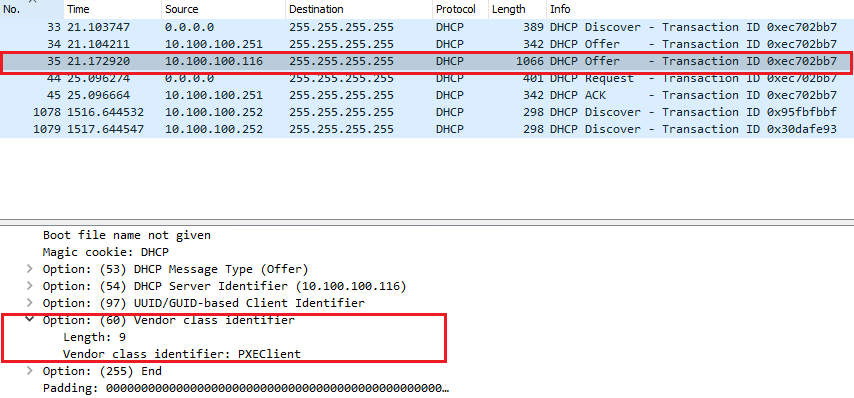 No. Time Source Destination Protocol Length Info
33 21.103747 0.0.0.0 255.255.255.255 DHCP 389 DHCP Discover - Transaction ID 0xec702bb7
34 21.104211 10.100.100.251 255.255.255.255 DHCP 342 DHCP Offer - Transaction ID 0xec702bb7
35 21.172920 10.100.100.116 255.255.255.255 DHCP 1066 DHCP Offer - Transaction ID 0xec702bb7
44 25.096274 0.0.0.0 255.255.255.255 DHCP 401 DHCP Request - Transaction ID 0xec702bb7
45 25.096664 10.100.100.251 255.255.255.255 DHCP 342 DHCP ACK - Transaction ID 0xec702bb7
1078 1516.644532 10.100.100.252 255.255.255.255 DHCP 298 DHCP Discover - Transaction ID 0x95fbfbbf
1079 1517.644547 10.100.100.252 255.255.255.255 DHCP 298 DHCP Discover - Transaction ID 0x30dafe93
Boot file name not given
Magic cookie: DHCP
Option: (53) DHCP Message Type (Offer)
Option: (54) DHCP Server Identifier (10.100.100.116)
Option: (97) UUID/GUID-based Client Identifier
Option: (60) Vendor class identifier
Length: 9
Vendor class identifier: PXEClient
Option: (255) End
Padding: 000000000000000000000000000000000000000000000000…